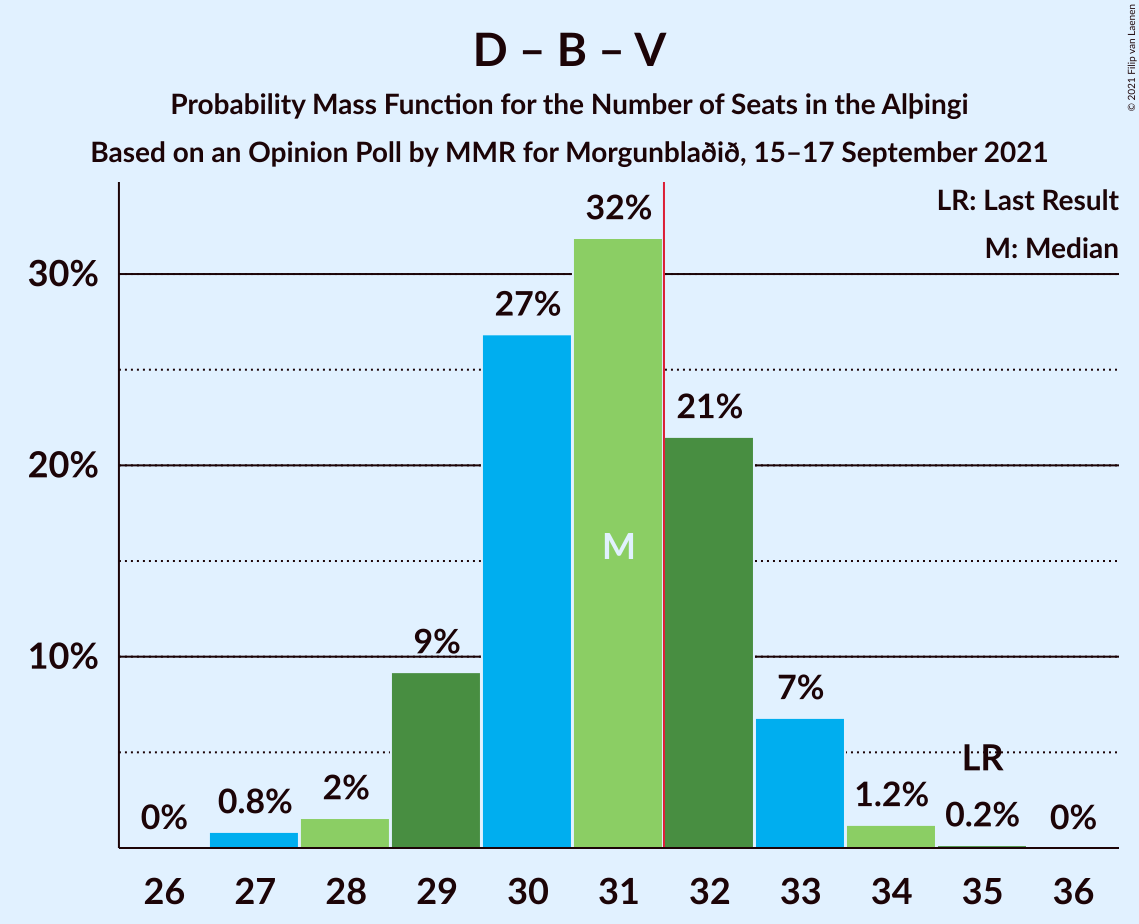 D – B – V
Probability Mass Function for the Number of Seats in the Alþingi
Based on an Opinion Poll by MMR for Morgunblaðið, 15–17 September 2021
© 2021 Filip van Laenen
LR: Last Result
M: Median
30%
20%
10%
0%
0.8%
2%
9%
27%
32%
M
21%
7%
1.2%
LR
0.2%
0%
26 27 28 29 30 31 32 33 34 35 36